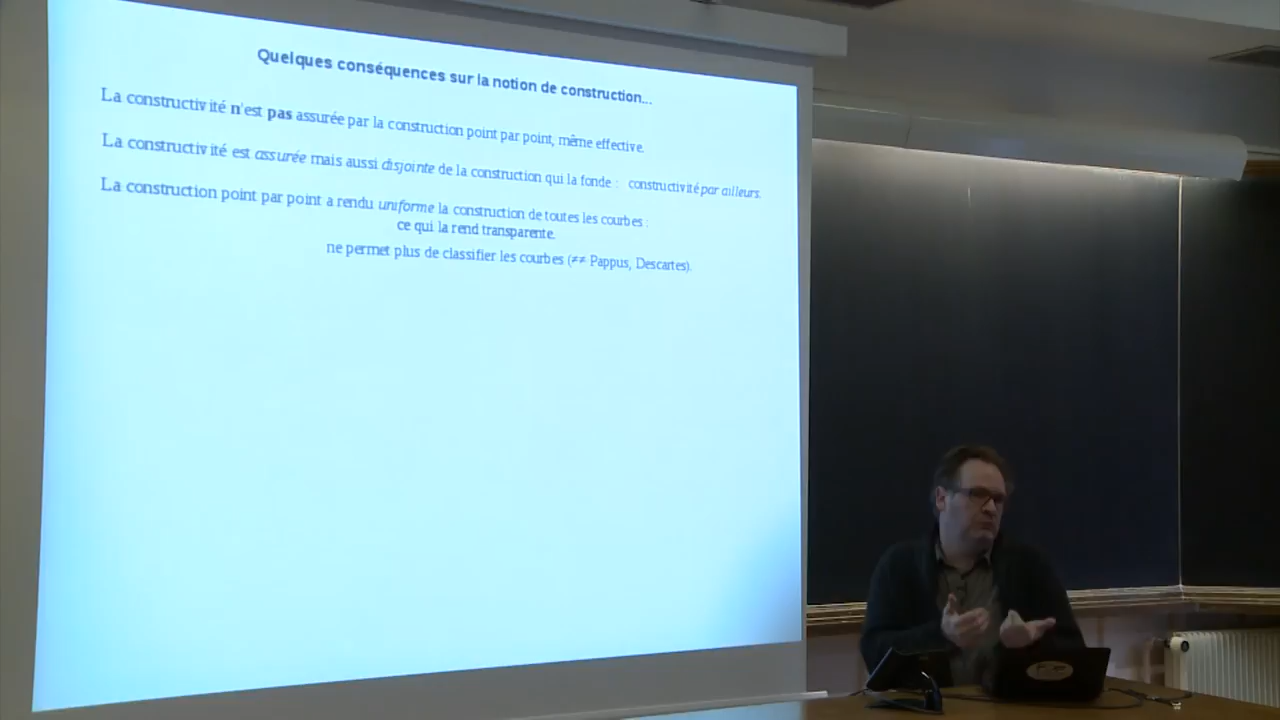 Quelques conséquences sur la notion de construction...
La constructivité n'est pas assurée par la construction point par point, même effective.
La constructivité est assurée mais aussi disjointe de la construction qui la fonde : constructivité par ailleurs.
La construction point par point a rendu uniforme la construction de toutes les courbes :
ce qui la rend transparente.
ne permet plus de classifier les courbes (≠≠ Pappus, Descartes).